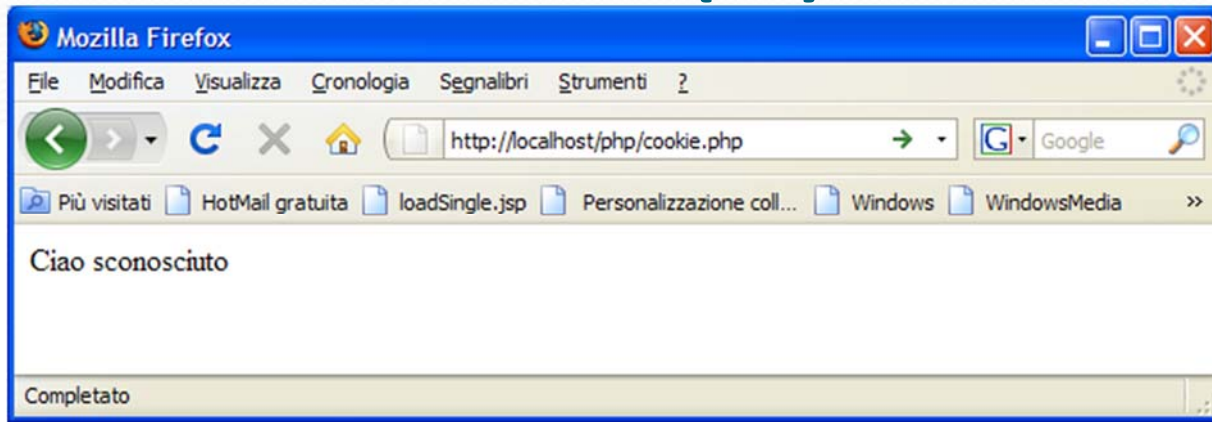 Mozilla Firefox
File Modifica Visualizza Cronologia Segnalibri Strumenti ?
http://localhost/php/cookie.php G Google
Più visitati HotMail gratuita loadSingle.jsp Personalizzazione coll... Windows WindowsMedia »
Ciao sconosciuto
Completato